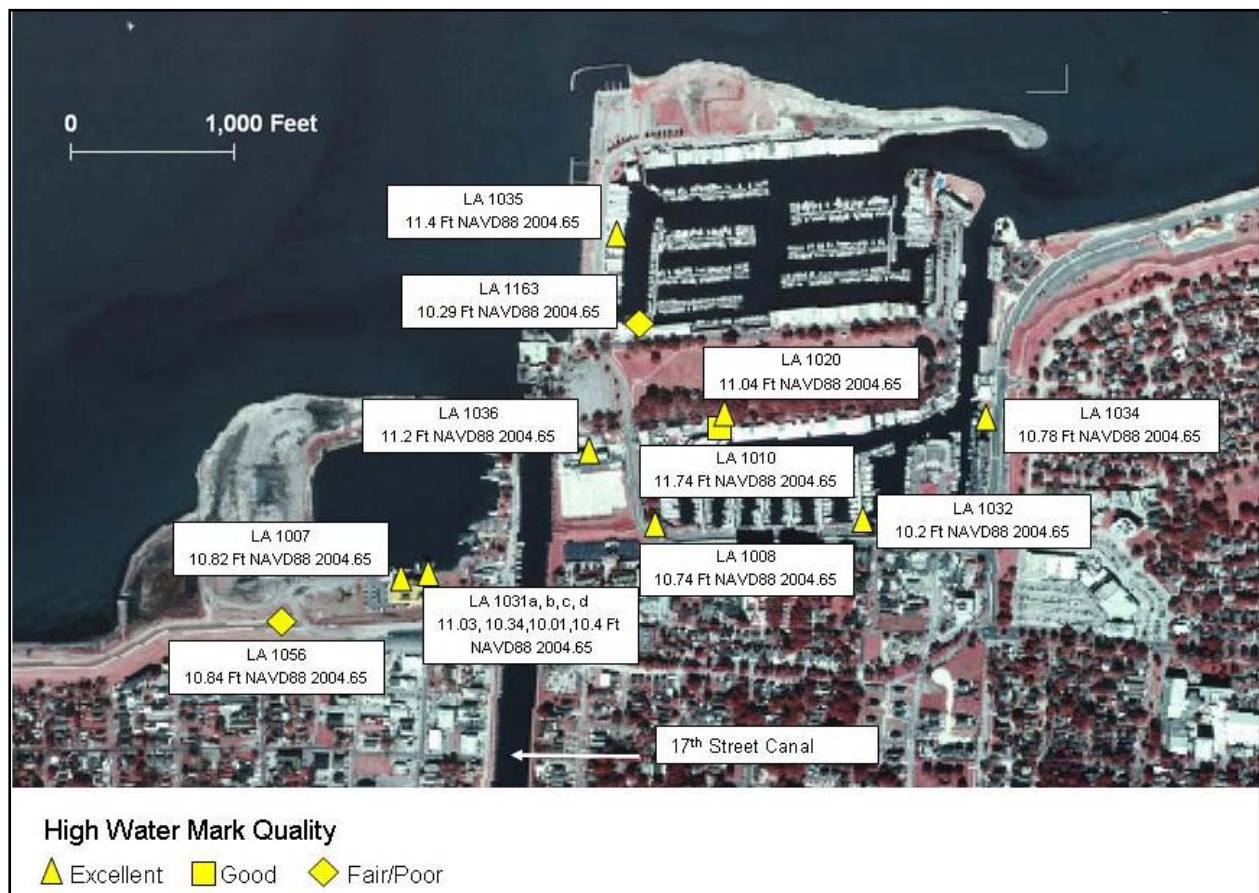 0 1,000 Feet
LA 1035
11.4 Ft NAVD88 2004.65
LA 1163
10.29 Ft NAVD88 2004.65
LA 1020
11.04 Ft NAVD88 2004.65
LA 1036
11.2 Ft NAVD88 2004.65
LA 1034
10.78 Ft NAVD88 2004.65
LA 1010
11.74 Ft NAVD88 2004.65
LA 1032
10.2 Ft NAVD88 2004.65
LA 1007
10.82 Ft NAVD88 2004.65
LA 1008
10.74 Ft NAVD88 2004.65
LA 1031a, b, c, d
11.03, 10.34,10.01,10.4 Ft
NAVD88 2004.65
LA 1056
10.84 Ft NAVD88 2004.65
17th Street Canal
High Water Mark Quality
Excellent Good Fair/Poor